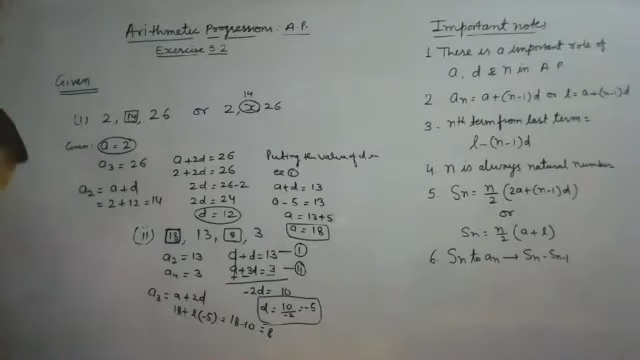 Arithmetic Progressions: A.P.
Exercise 5.2
Given
(i) 2, 14, 26 or 2, x, 26
14
Given: a = 2
a3 = 26
a2 = a + d
= 2 + 12 = 14
a + 2d = 26
2 + 2d = 26
2d = 26 - 2
2d = 24
d = 12
Putting the value of d in
eq ①
a + d = 13
a - 5 = 13
a = 13 + 5
a = 18
(ii) 18, 13, 8, 3
a2 = 13
a4 = 3
a3 = a + 2d
18 + 2(-5) = 18 - 10 = 8
a + d = 13 — Ⓘ
a + 3d = 3 — ⓘⓘ
-2d = 10
d = 10/-2 = -5
Important notes
1. There is a important role of
a, d & n in A P
2. an = a + (n-1)d or l = a + (n-1)d
3. nth term from last term =
l - (n-1)d
4. n is always natural number
5. Sn = n/2 (2a + (n-1)d)
or
Sn = n/2 (a + l)
6. Sn to an → Sn - Sn-1